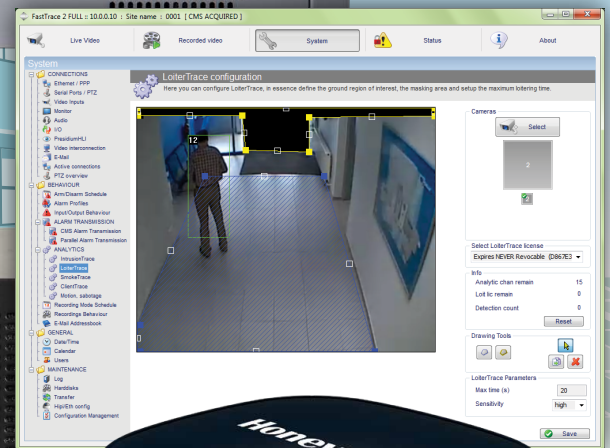 FastTrace 2 FULL :: 10.0.0.10 : Site name : 0001 [ CMS ACQUIRED ]
Live Video
Recorded video
System
Status
About
System
CONNECTIONS
Ethernet / PPP
Serial Ports / PTZ
Video Inputs
Monitor
Audio
I/O
PresidiumHLI
Video interconnection
E-Mail
Active connections
PTZ overview
BEHAVIOUR
Arm/Disarm Schedule
Alarm Profiles
Input/Output Behaviour
ALARM TRANSMISSION
CMS Alarm Transmission
Parallel Alarm Transmission
ANALYTICS
IntrusionTrace
LoiterTrace
SmokeTrace
ClientTrace
Motion, sabotage
Recording Mode Schedule
Recordings Behaviour
E-Mail Addressbook
GENERAL
Date/Time
Calendar
Users
MAINTENANCE
Log
Harddisks
Transfer
HipVEth config
Configuration Management
LoiterTrace configuration
Here you can configure LoiterTrace, in essence define the ground region of interest, the masking area and setup the maximum loitering time.
12
Cameras
Select
2
Select LoiterTrace license
Expires NEVER Revocable (D867E3
Info
Analytic chan remain 15
Loit lic remain 0
Detection count 0
Reset
Drawing Tools
LoiterTrace Parameters
Max time (s) 20
Sensitivity high
Save